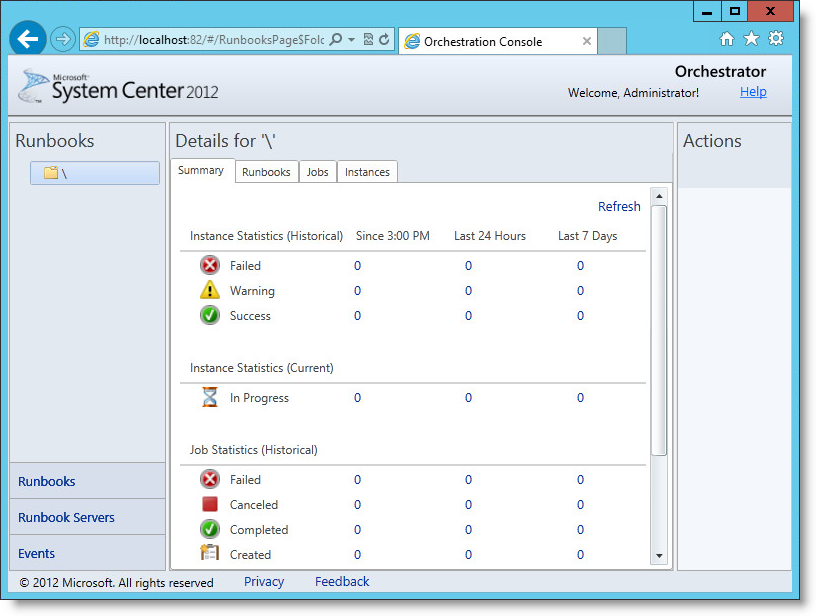 http://localhost:82/#/RunbooksPage$Folc
Orchestration Console
Microsoft®
System Center 2012
Orchestrator
Welcome, Administrator!
Help
Runbooks
\
Runbooks
Runbook Servers
Events
Details for '\'
Summary
Runbooks
Jobs
Instances
Refresh
Instance Statistics (Historical) Since 3:00 PM Last 24 Hours Last 7 Days
Failed 0 0 0
Warning 0 0 0
Success 0 0 0
Instance Statistics (Current)
In Progress 0 0 0
Job Statistics (Historical)
Failed 0 0 0
Canceled 0 0 0
Completed 0 0 0
Created 0 0 0
Actions
© 2012 Microsoft. All rights reserved
Privacy
Feedback